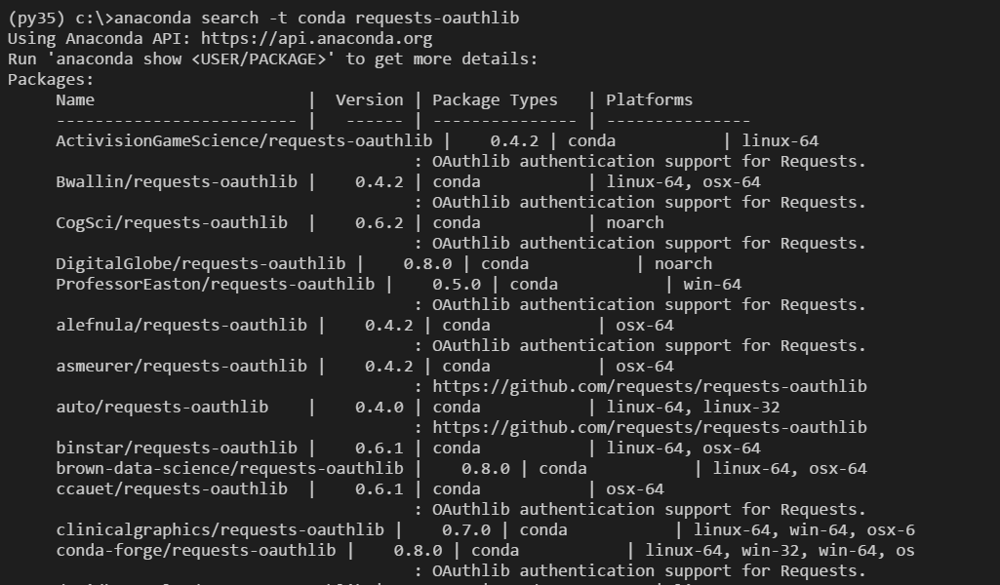 (py35) c:\>anaconda search -t conda requests-oauthlib
Using Anaconda API: https://api.anaconda.org
Run 'anaconda show <USER/PACKAGE>' to get more details:
Packages:
     Name                      |  Version | Package Types   | Platforms
     ------------------------- |   ------ | --------------- | ---------------
     ActivisionGameScience/requests-oauthlib |    0.4.2 | conda           | linux-64
                                          : OAuthlib authentication support for Requests.
     Bwallin/requests-oauthlib |    0.4.2 | conda           | linux-64, osx-64
                                          : OAuthlib authentication support for Requests.
     CogSci/requests-oauthlib  |    0.6.2 | conda           | noarch
                                          : OAuthlib authentication support for Requests.
     DigitalGlobe/requests-oauthlib |    0.8.0 | conda           | noarch
     ProfessorEaston/requests-oauthlib |    0.5.0 | conda           | win-64
                                          : OAuthlib authentication support for Requests.
     alefnula/requests-oauthlib |    0.4.2 | conda           | osx-64
                                          : OAuthlib authentication support for Requests.
     asmeurer/requests-oauthlib |    0.4.2 | conda           | osx-64
                                          : https://github.com/requests/requests-oauthlib
     auto/requests-oauthlib    |    0.4.0 | conda           | linux-64, linux-32
                                          : https://github.com/requests/requests-oauthlib
     binstar/requests-oauthlib |    0.6.1 | conda           | linux-64, osx-64
     brown-data-science/requests-oauthlib |    0.8.0 | conda           | linux-64, osx-64
     ccauet/requests-oauthlib  |    0.6.1 | conda           | osx-64
                                          : OAuthlib authentication support for Requests.
     clinicalgraphics/requests-oauthlib |    0.7.0 | conda           | linux-64, win-64, osx-6
     conda-forge/requests-oauthlib |    0.8.0 | conda           | linux-64, win-32, win-64, os
                                          : OAuthlib authentication support for Requests.